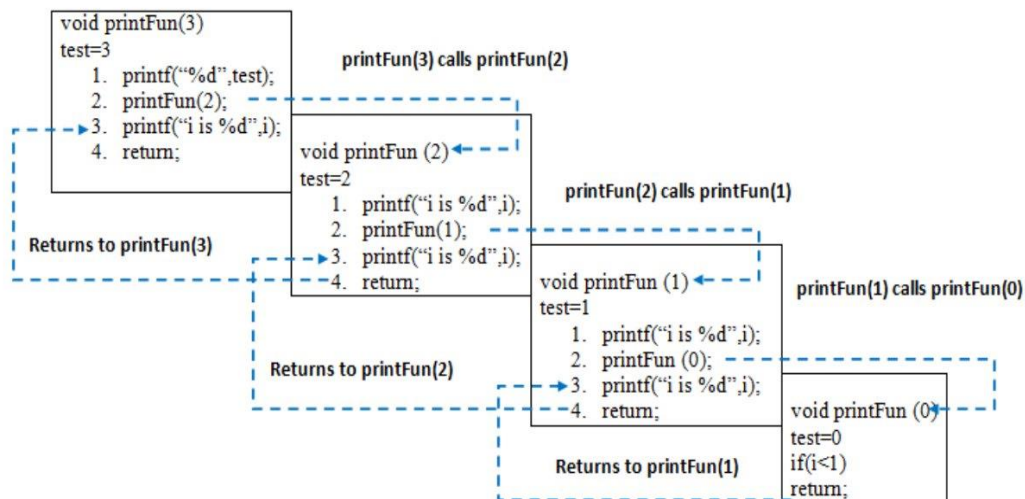 void printFun(3)
test=3
1. printf(“%d”,test);
2. printFun(2);
3. printf(“i is %d”,i);
4. return;
printFun(3) calls printFun(2)
void printFun (2)
test=2
1. printf(“i is %d”,i);
2. printFun(1);
3. printf(“i is %d”,i);
4. return;
Returns to printFun(3)
printFun(2) calls printFun(1)
void printFun (1)
test=1
1. printf(“i is %d”,i);
2. printFun (0);
3. printf(“i is %d”,i);
4. return;
Returns to printFun(2)
printFun(1) calls printFun(0)
void printFun (0)
test=0
if(i<1)
return;
Returns to printFun(1)